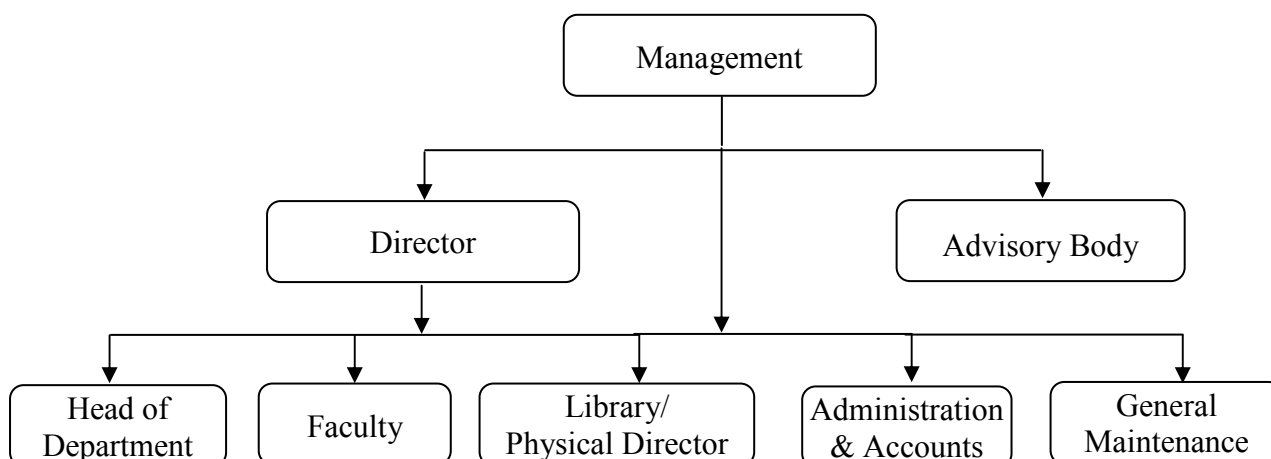 Management
Director
Advisory Body
Head of
Department
Faculty
Library/
Physical Director
Administration
& Accounts
General
Maintenance